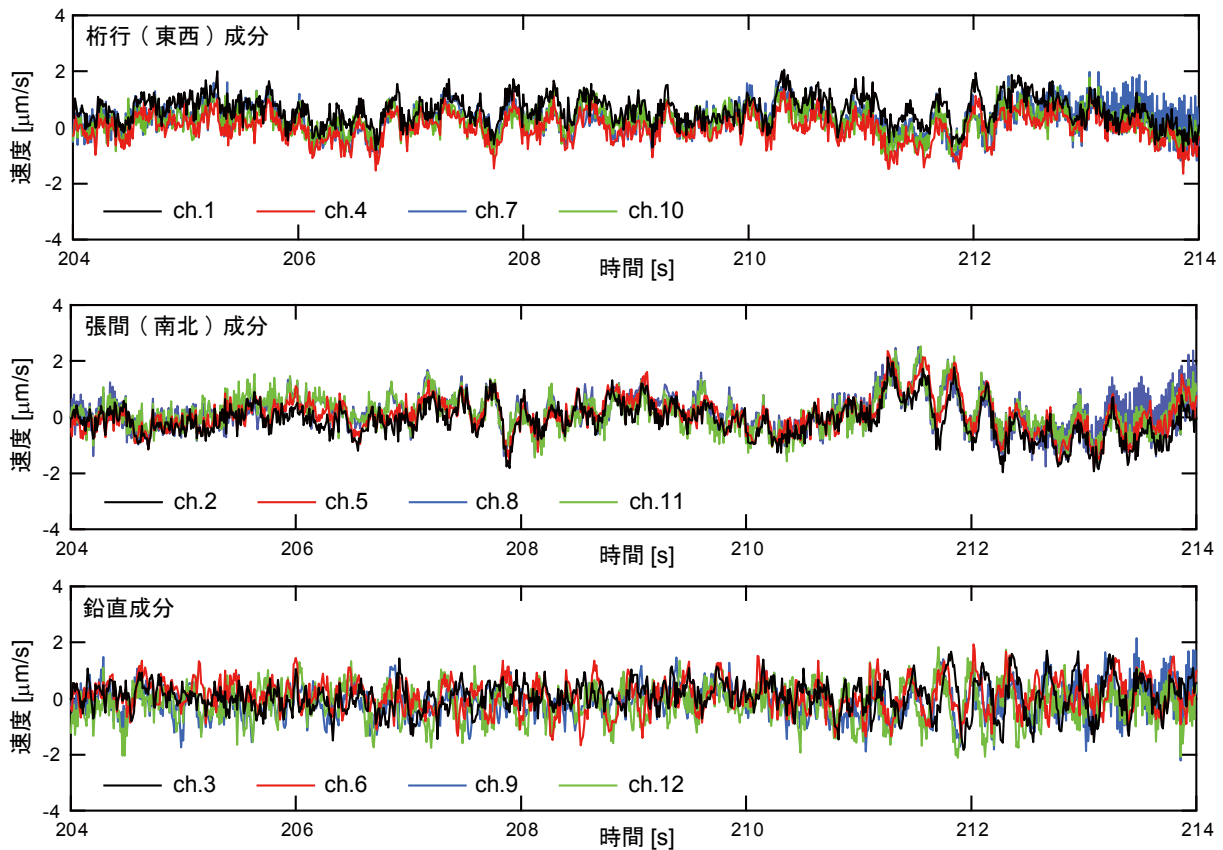 桁行 ( 東西 ) 成分
速度 [μm/s]
4
2
0
-2
-4
ch.1 ch.4 ch.7 ch.10
204 206 208 210 212 214
時間 [s]
張間 ( 南北 ) 成分
速度 [μm/s]
4
2
0
-2
-4
ch.2 ch.5 ch.8 ch.11
204 206 208 210 212 214
時間 [s]
鉛直成分
速度 [μm/s]
4
2
0
-2
-4
ch.3 ch.6 ch.9 ch.12
204 206 208 210 212 214
時間 [s]